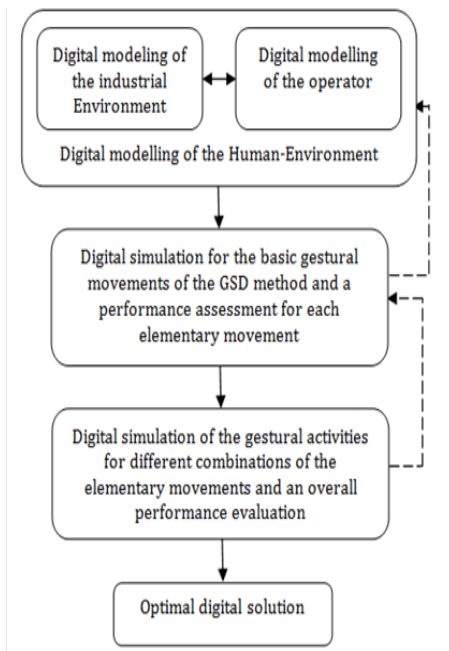 Digital modeling of
the industrial
Environment
Digital modelling
of the operator
Digital modelling of the Human-Environment
Digital simulation for the basic gestural
movements of the GSD method and a
performance assessment for each
elementary movement
Digital simulation of the gestural activities
for different combinations of the
elementary movements and an overall
performance evaluation
Optimal digital solution